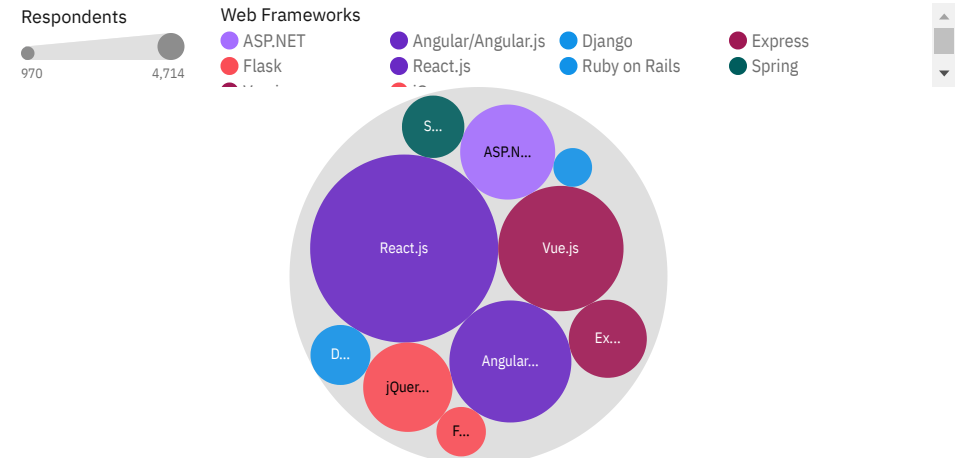 Respondents
970
4,714
Web Frameworks
ASP.NET
Angular/Angular.js
Django
Express
Flask
React.js
Ruby on Rails
Spring
S...
ASP.N...
React.js
Vue.js
Ex...
D...
Angular...
jQuer...
F...